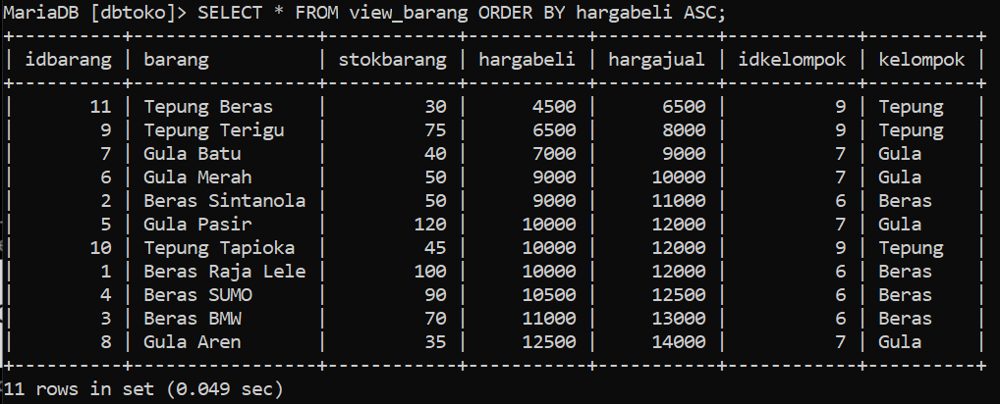 MariaDB [dbtoko]> SELECT * FROM view_barang ORDER BY hargabeli ASC;
+----------+------------------+------------+-----------+-----------+------------+----------+
| idbarang | barang           | stokbarang | hargabeli | hargajual | idkelompok | kelompok |
+----------+------------------+------------+-----------+-----------+------------+----------+
|       11 | Tepung Beras     |         30 |      4500 |      6500 |          9 | Tepung   |
|        9 | Tepung Terigu    |         75 |      6500 |      8000 |          9 | Tepung   |
|        7 | Gula Batu        |         40 |      7000 |      9000 |          7 | Gula     |
|        6 | Gula Merah       |         50 |      9000 |     10000 |          7 | Gula     |
|        2 | Beras Sintanola  |         50 |      9000 |     11000 |          6 | Beras    |
|        5 | Gula Pasir       |        120 |     10000 |     12000 |          7 | Gula     |
|       10 | Tepung Tapioka   |         45 |     10000 |     12000 |          9 | Tepung   |
|        1 | Beras Raja Lele  |        100 |     10000 |     12000 |          6 | Beras    |
|        4 | Beras SUMO       |         90 |     10500 |     12500 |          6 | Beras    |
|        3 | Beras BMW        |         70 |     11000 |     13000 |          6 | Beras    |
|        8 | Gula Aren        |         35 |     12500 |     14000 |          7 | Gula     |
+----------+------------------+------------+-----------+-----------+------------+----------+
11 rows in set (0.049 sec)